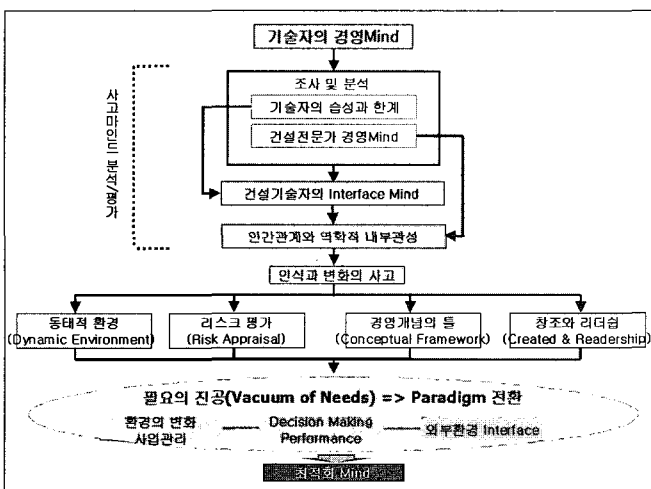 기술자의 경영Mind
조사 및 분석
기술자의 습성과 한계
건설전문가 경영Mind
사고마인드 분석/평가
건설기술자의 Interface Mind
인간관계와 역학적 내부관성
인식과 변화의 사고
동태적 환경
(Dynamic Environment)
리스크 평가
(Risk Appraisal)
경영개념의 틀
(Conceptual Framework)
창조와 리더쉽
(Created & Readership)
필요의 진공(Vacuum of Needs) => Paradigm 전환
환경의 변화
사업관리
Decision Making
Performance
외부환경 Interface
최적화 Mind